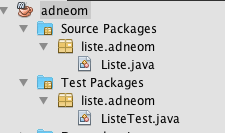 adneom
Source Packages
liste.adneom
Liste.java
Test Packages
liste.adneom
ListeTest.java